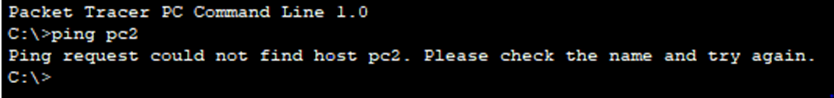 Packet Tracer PC Command Line 1.0
C:\>ping pc2
Ping request could not find host pc2. Please check the name and try again.
C:\>